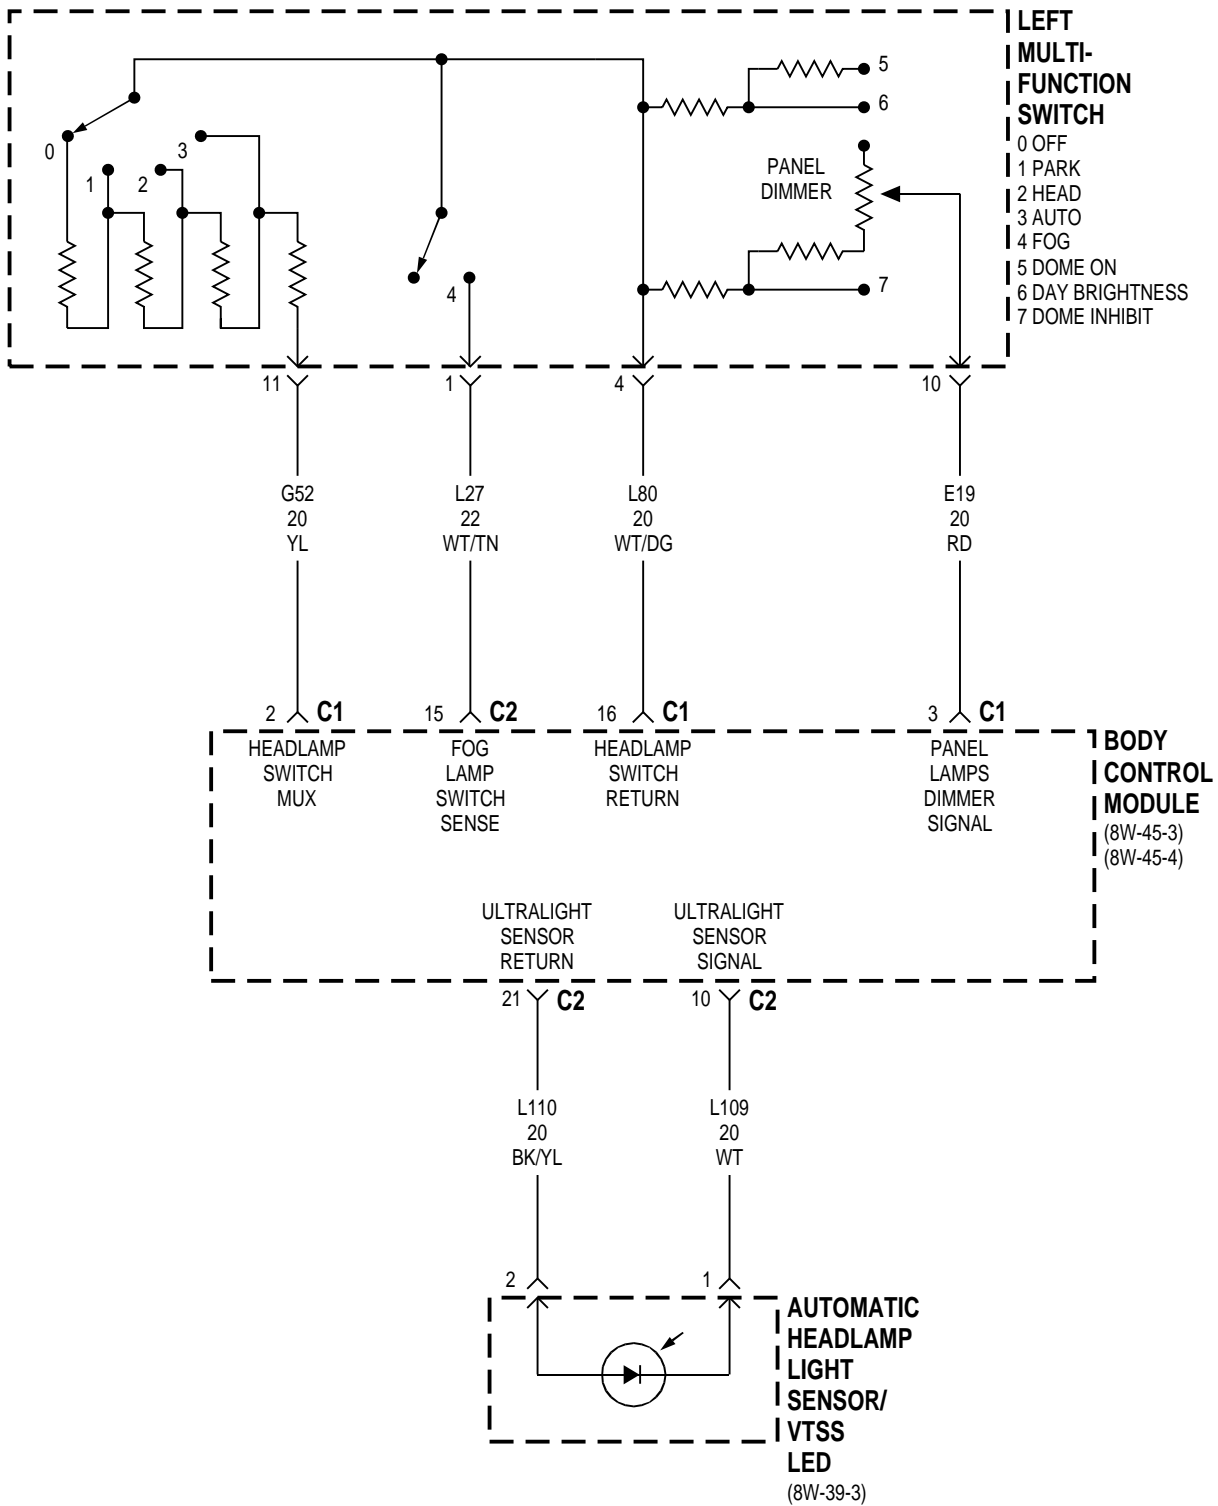 LEFT
MULTI-
FUNCTION
SWITCH
0 OFF
1 PARK
2 HEAD
3 AUTO
4 FOG
5 DOME ON
6 DAY BRIGHTNESS
7 DOME INHIBIT
5
6
0
3
1
2
PANEL
DIMMER
4
7
11
1
4
10
G52
20
YL
L27
22
WT/TN
L80
20
WT/DG
E19
20
RD
2 C1
15 C2
16 C1
3 C1
HEADLAMP
SWITCH
MUX
FOG
LAMP
SWITCH
SENSE
HEADLAMP
SWITCH
RETURN
PANEL
LAMPS
DIMMER
SIGNAL
BODY
CONTROL
MODULE
(8W-45-3)
(8W-45-4)
ULTRALIGHT
SENSOR
RETURN
ULTRALIGHT
SENSOR
SIGNAL
21 C2
10 C2
L110
20
BK/YL
L109
20
WT
2
1
AUTOMATIC
HEADLAMP
LIGHT
SENSOR/
VTSS
LED
(8W-39-3)